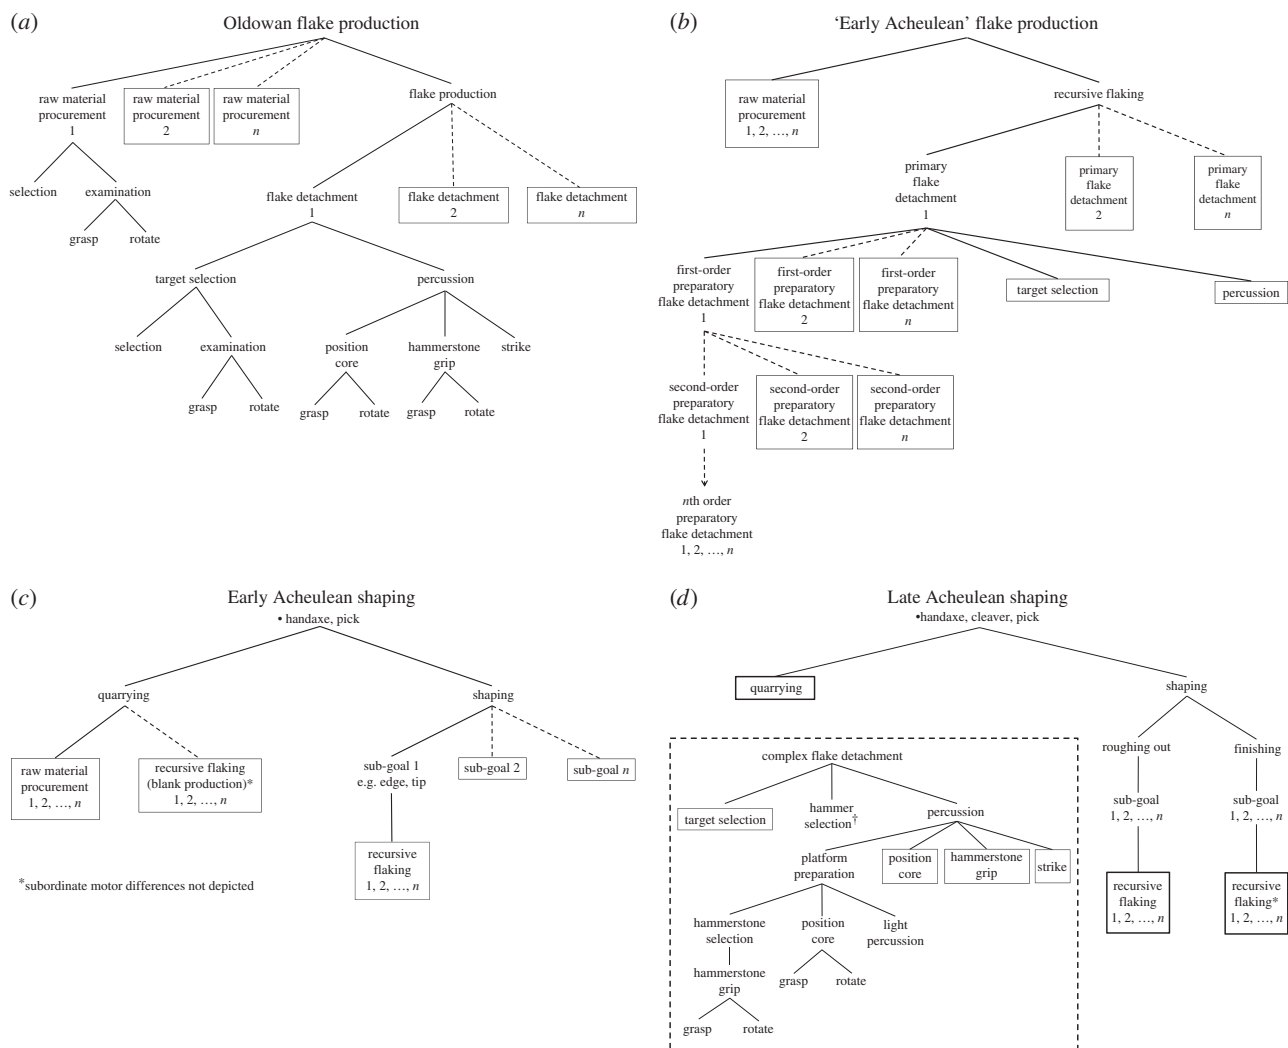 (a)
Oldowan flake production
raw material
procurement
1
raw material
procurement
2
raw material
procurement
n
flake production
selection
examination
grasp
rotate
flake detachment
1
flake detachment
2
flake detachment
n
target selection
percussion
selection
examination
position
core
hammerstone
grip
strike
grasp
rotate
grasp
rotate
grasp
rotate
(b)
‘Early Acheulean’ flake production
raw material
procurement
1, 2, …, n
recursive flaking
primary
flake
detachment
1
primary
flake
detachment
2
primary
flake
detachment
n
first-order
preparatory
flake detachment
1
first-order
preparatory
flake detachment
2
first-order
preparatory
flake detachment
n
target selection
percussion
second-order
preparatory
flake detachment
1
second-order
preparatory
flake detachment
2
second-order
preparatory
flake detachment
n
nth order
preparatory
flake detachment
1, 2, …, n
(c)
Early Acheulean shaping
• handaxe, pick
quarrying
shaping
raw material
procurement
1, 2, …, n
recursive flaking
(blank production)*
1, 2, …, n
sub-goal 1
e.g. edge, tip
sub-goal 2
sub-goal n
recursive
flaking
1, 2, …, n
*subordinate motor differences not depicted
(d)
Late Acheulean shaping
•handaxe, cleaver, pick
quarrying
shaping
roughing out
finishing
sub-goal
1, 2, …, n
sub-goal
1, 2, …, n
recursive
flaking
1, 2, …, n
recursive
flaking*
1, 2, …, n
complex flake detachment
target selection
hammer
selection†
percussion
platform
preparation
position
core
hammerstone
grip
strike
hammerstone
selection
position
core
light
percussion
hammerstone
grip
grasp
rotate
grasp
rotate